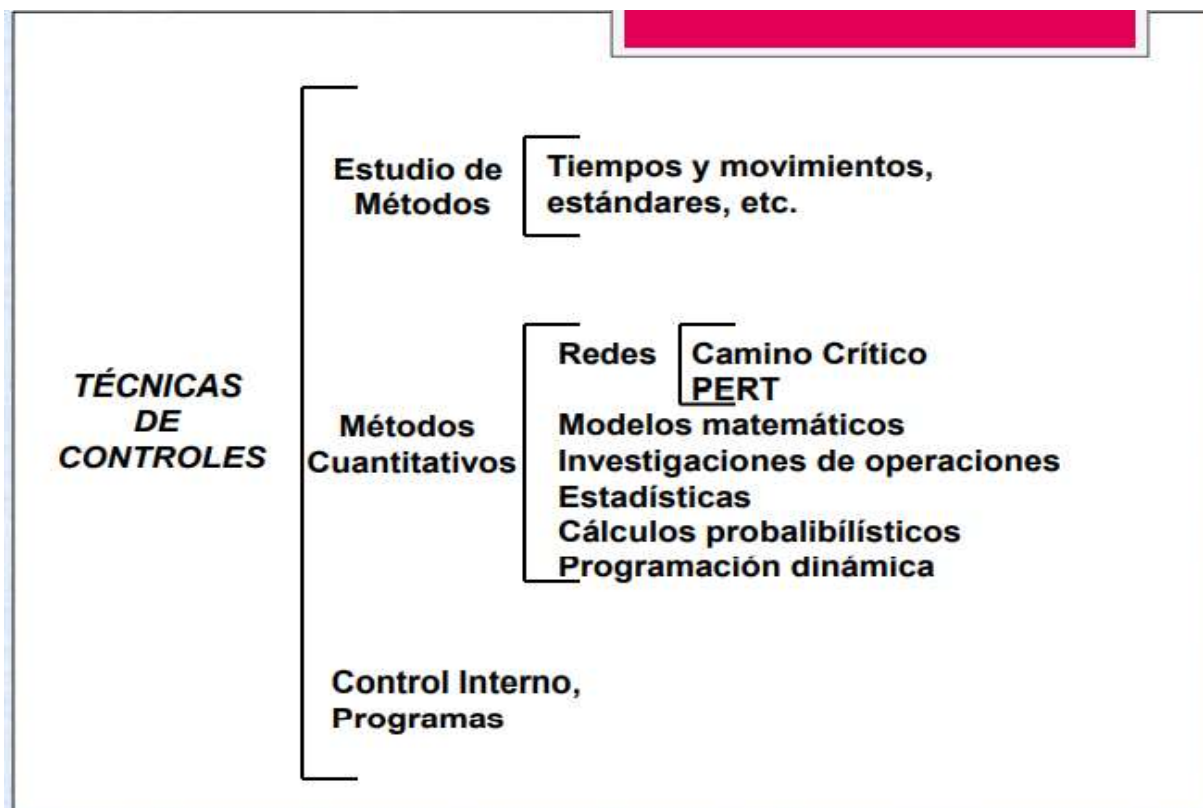 Estudio de
Métodos
Tiempos y movimientos,
estándares, etc.
TÉCNICAS
DE
CONTROLES
Métodos
Cuantitativos
Redes
Camino Crítico
PERT
Modelos matemáticos
Investigaciones de operaciones
Estadísticas
Cálculos probalibílísticos
Programación dinámica
Control Interno,
Programas